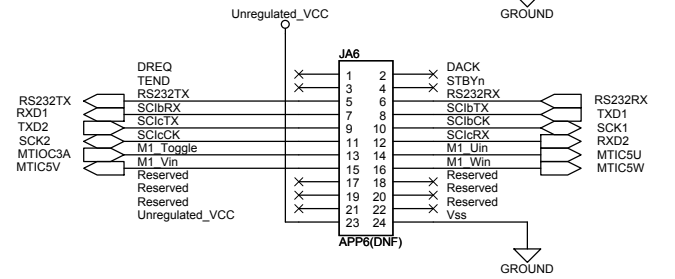 Unregulated_VCC
GROUND
JA6
DREQ 1 2 DACK
TEND 3 4 STBYn
RS232TX RS232TX 5 6 RS232RX RS232RX
RXD1 SCIbRX 7 8 SCIbTX TXD1
TXD2 SCIcTX 9 10 SCIbCK SCK1
SCK2 SCIcCK 11 12 SCIcRX RXD2
MTIOC3A M1_Toggle 13 14 M1_Uin MTIC5U
MTIC5V M1_Vin 15 16 M1_Win MTIC5W
Reserved 17 18 Reserved
Reserved 19 20 Reserved
Reserved 21 22 Reserved
Unregulated_VCC 23 24 Vss
APP6(DNF)
GROUND